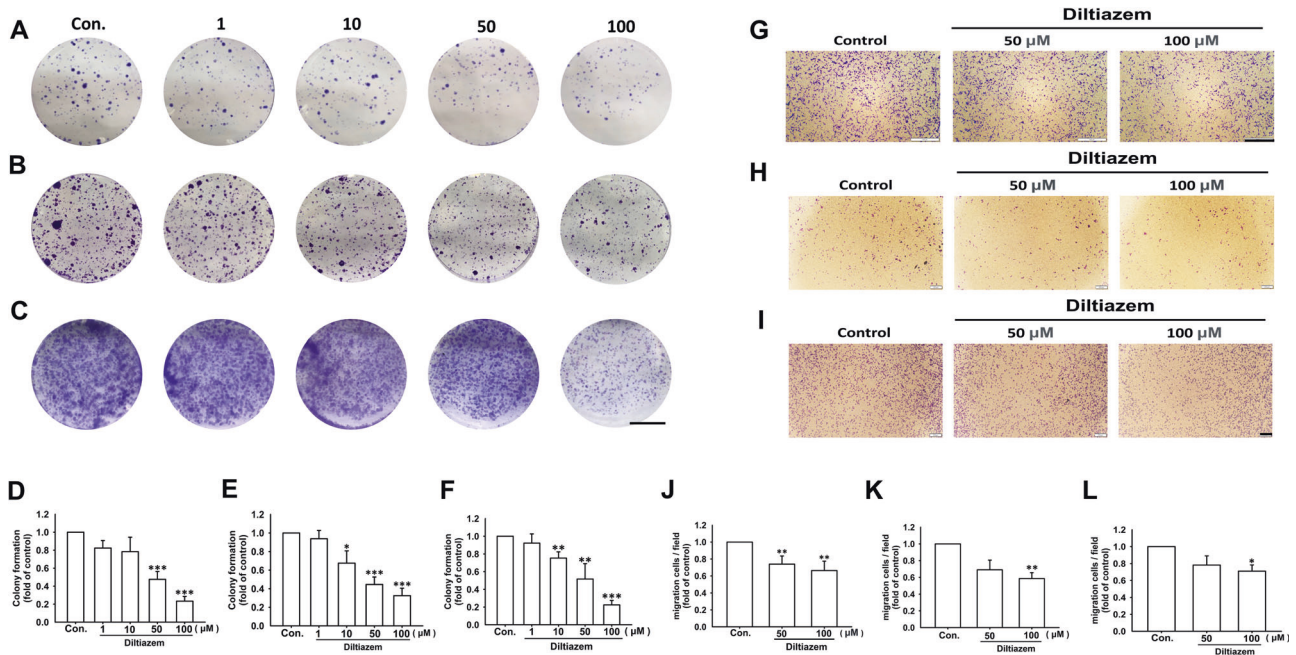 A
Con.
1
10
50
100
B
C
G
Diltiazem
Control
50 µM
100 µM
H
Diltiazem
Control
50 µM
100 µM
I
Diltiazem
Control
50 µM
100 µM
D
Colony formation
(fold of control)
1.2
1.0
0.8
0.6
0.4
0.2
0
***
***
Con.
1
10
50
100 ( µM )
Diltiazem
E
Colony formation
(fold of control)
1.2
1.0
0.8
0.6
0.4
0.2
0
*
***
***
Con.
1
10
50
100 ( µM )
Diltiazem
F
Colony formation
(fold of control)
1.2
1.0
0.8
0.6
0.4
0.2
0
**
**
***
Con.
1
10
50
100 ( µM )
Diltiazem
J
migration cells / field
(fold of control)
1.2
1.0
0.8
0.6
0.4
0.2
0
**
**
Con.
50
100 ( µM )
Diltiazem
K
migration cells / field
(fold of control)
1.2
1.0
0.8
0.6
0.4
0.2
0
**
Con.
50
100 ( µM )
Diltiazem
L
migration cells / field
(fold of control)
1.2
1.0
0.8
0.6
0.4
0.2
0
*
Con.
50
100 ( µM )
Diltiazem